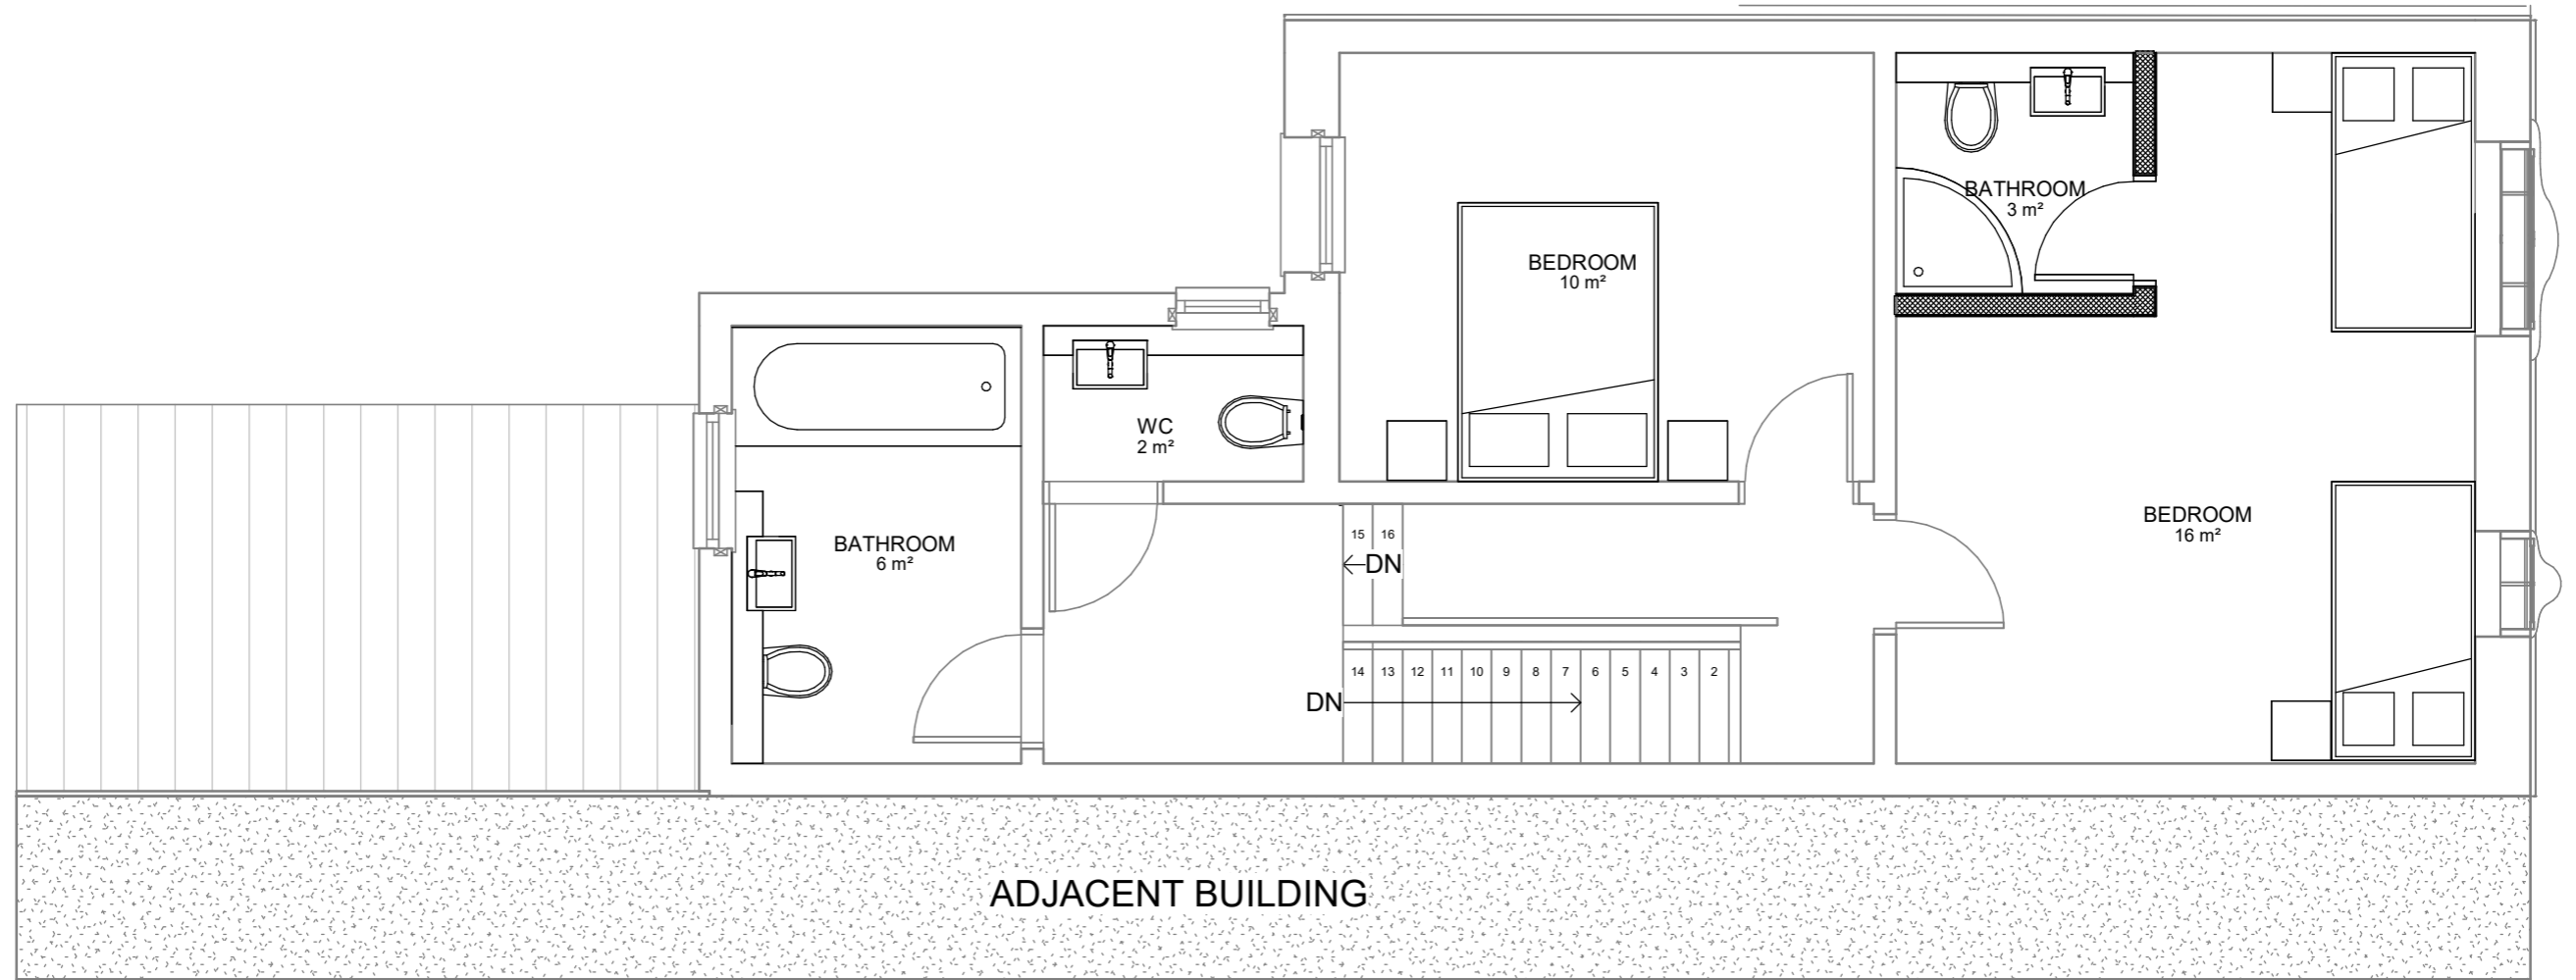 BATHROOM
3 m²
BEDROOM
10 m²
WC
2 m²
BATHROOM
6 m²
BEDROOM
16 m²
15 16
DN
14 13 12 11 10 9 8 7 6 5 4 3 2
DN
ADJACENT BUILDING